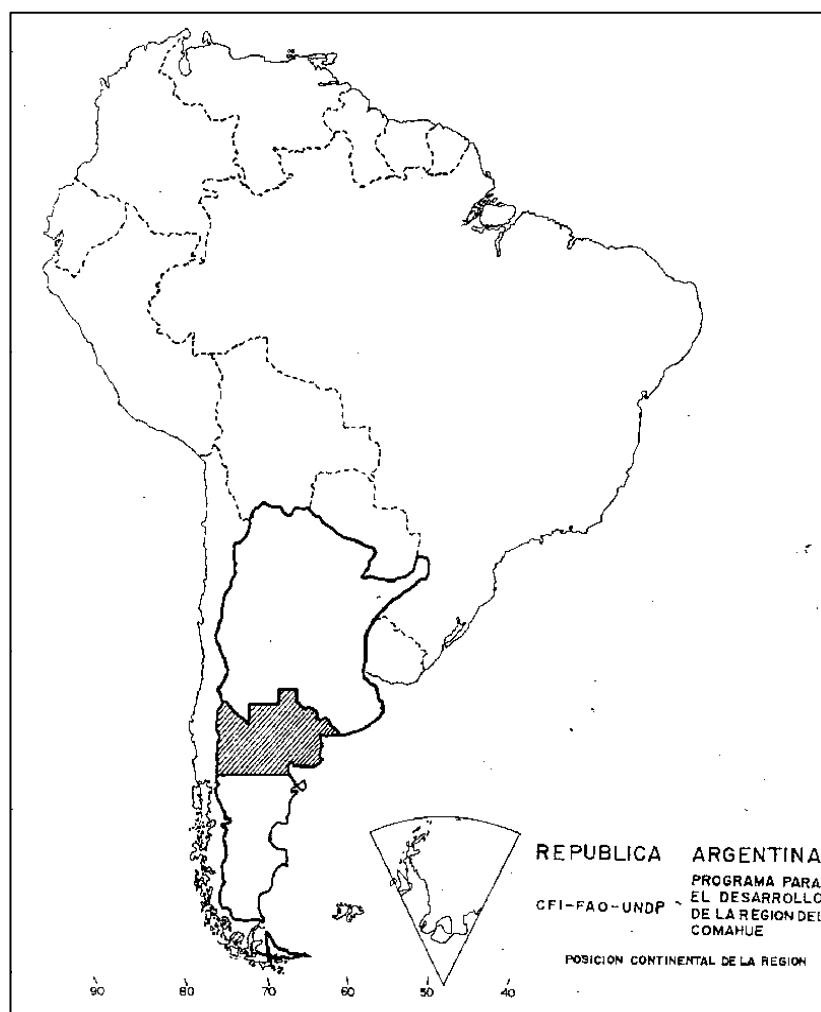 REPUBLICA ARGENTINA
CFI-FAO-UNDP -
PROGRAMA PARA
EL DESARROLLO
DE LA REGION DEL
COMAHUE
POSICION CONTINENTAL DE LA REGION
90 80 70 60 50 40